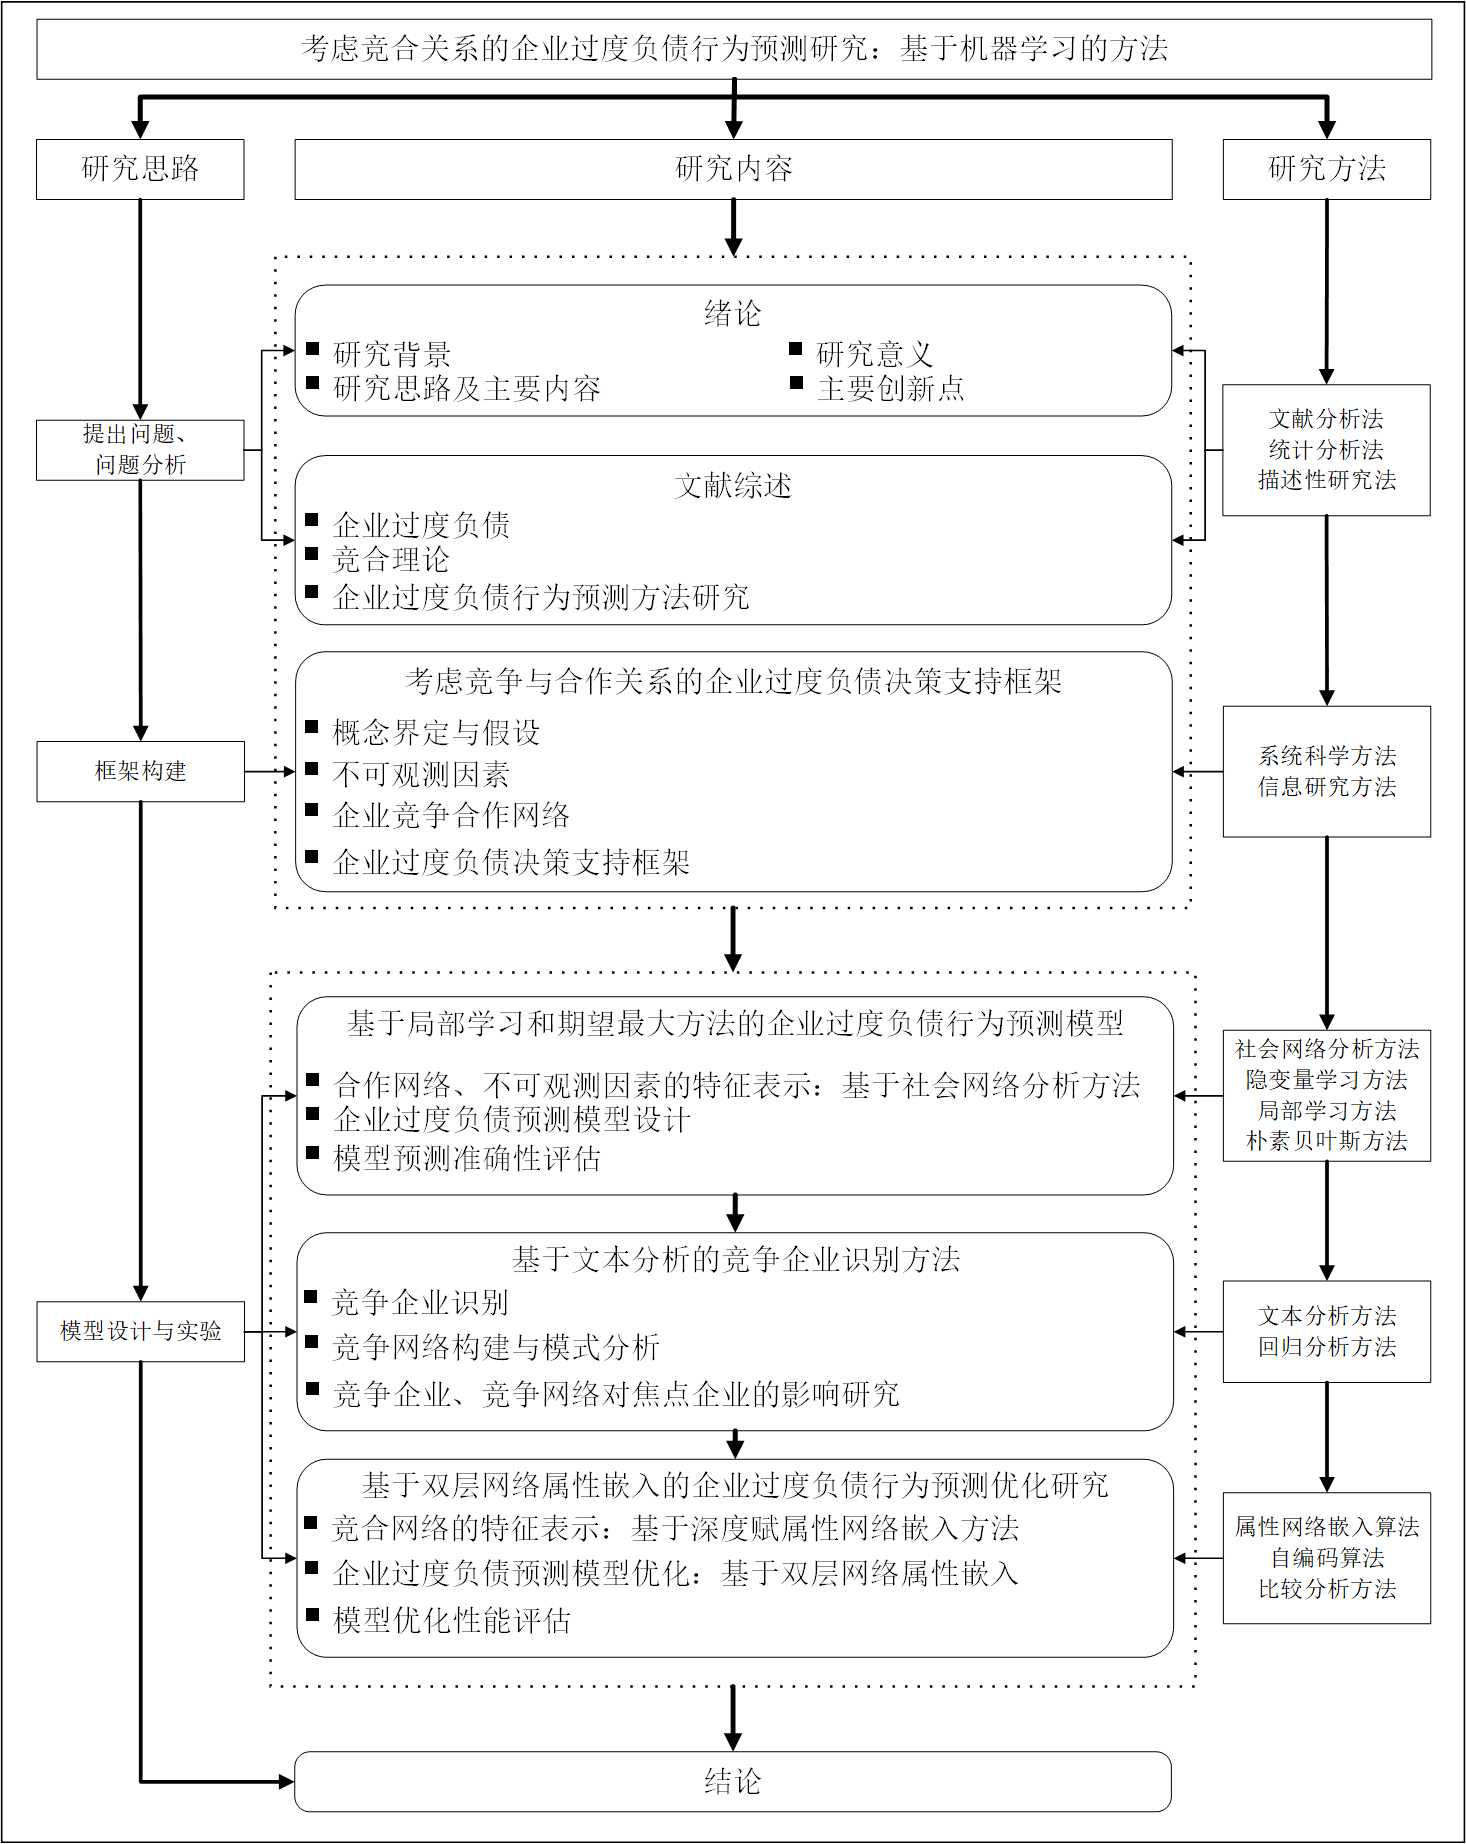 考虑竞合关系的企业过度负债行为预测研究：基于机器学习的方法
研究思路
研究内容
研究方法
绪论
■ 研究背景
■ 研究意义
■ 研究思路及主要内容
■ 主要创新点
提出问题、
问题分析
文献分析法
统计分析法
描述性研究法
文献综述
■ 企业过度负债
■ 竞合理论
■ 企业过度负债行为预测方法研究
考虑竞争与合作关系的企业过度负债决策支持框架
■ 概念界定与假设
■ 不可观测因素
■ 企业竞争合作网络
■ 企业过度负债决策支持框架
框架构建
系统科学方法
信息研究方法
基于局部学习和期望最大方法的企业过度负债行为预测模型
■ 合作网络、不可观测因素的特征表示：基于社会网络分析方法
■ 企业过度负债预测模型设计
■ 模型预测准确性评估
社会网络分析方法
隐变量学习方法
局部学习方法
朴素贝叶斯方法
基于文本分析的竞争企业识别方法
■ 竞争企业识别
■ 竞争网络构建与模式分析
■ 竞争企业、竞争网络对焦点企业的影响研究
模型设计与实验
文本分析方法
回归分析方法
基于双层网络属性嵌入的企业过度负债行为预测优化研究
■ 竞合网络的特征表示：基于深度赋属性网络嵌入方法
■ 企业过度负债预测模型优化：基于双层网络属性嵌入
■ 模型优化性能评估
属性网络嵌入算法
自编码算法
比较分析方法
结论